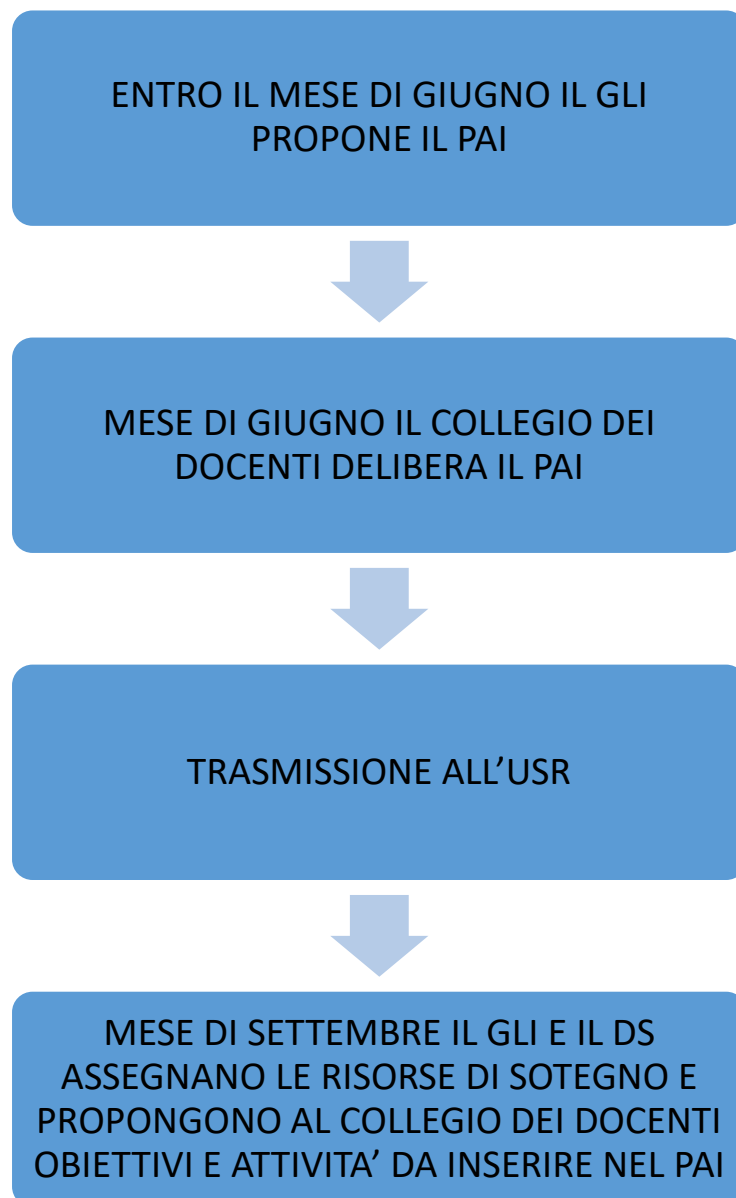 ENTRO IL MESE DI GIUGNO IL GLI
PROPONE IL PAI
MESE DI GIUGNO IL COLLEGIO DEI
DOCENTI DELIBERA IL PAI
TRASMISSIONE ALL’USR
MESE DI SETTEMBRE IL GLI E IL DS
ASSEGNANO LE RISORSE DI SOTEGNO E
PROPONGONO AL COLLEGIO DEI DOCENTI
OBIETTIVI E ATTIVITA’ DA INSERIRE NEL PAI